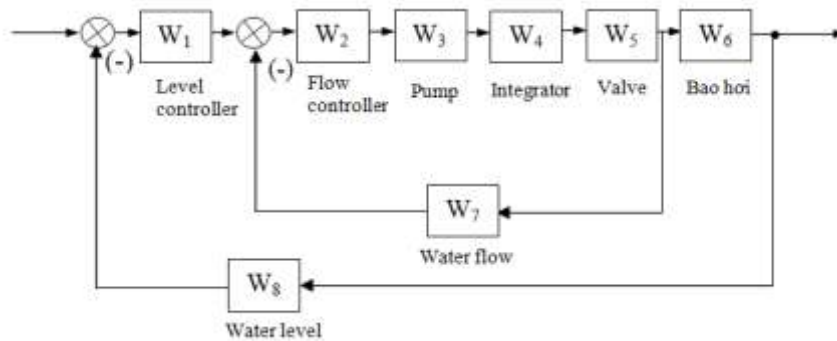 W1
W2
W3
W4
W5
W6
(-)
(-)
Level
controller
Flow
controller
Pump
Integrator
Valve
Bao hơi
W7
Water flow
W8
Water level